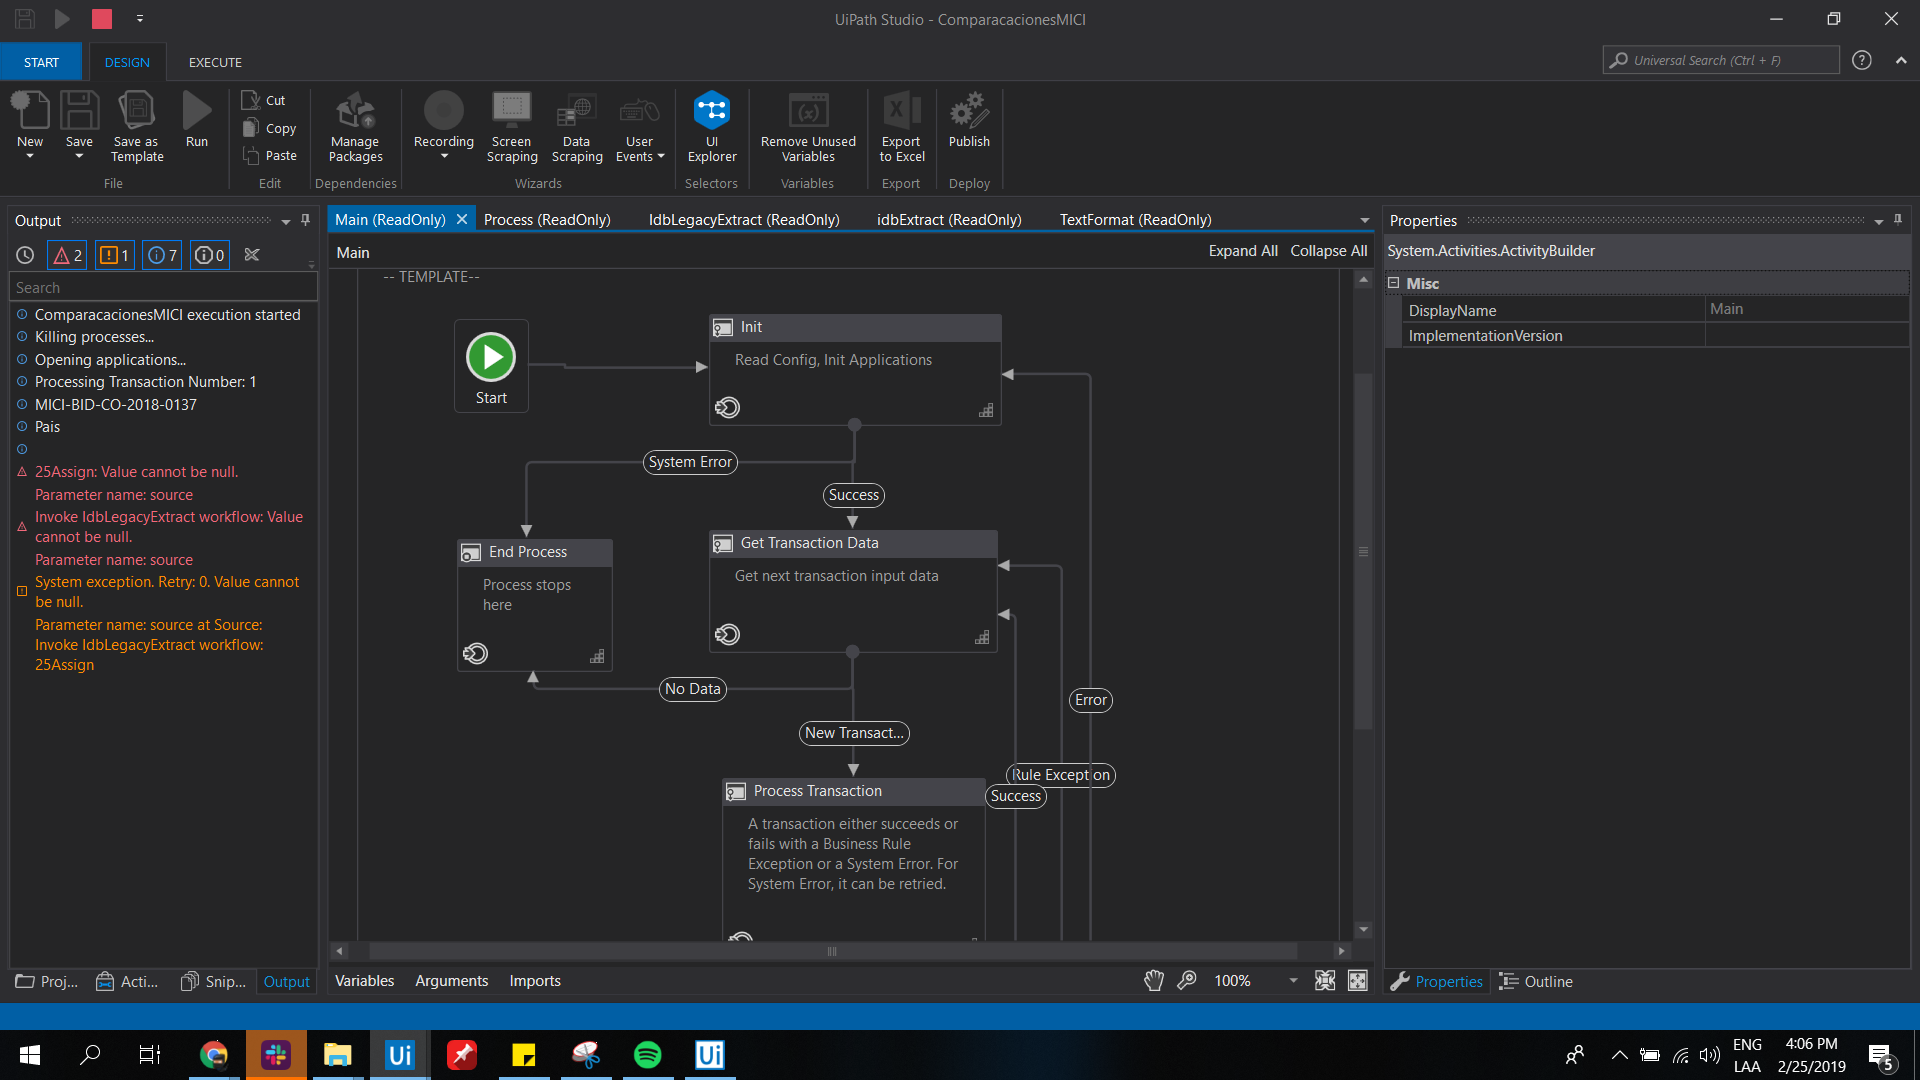 UiPath Studio - ComparacacionesMICI
START
DESIGN
EXECUTE
Universal Search (Ctrl + F)
New
Save
Save as Template
Run
Cut
Copy
Paste
Manage Packages
Recording
Screen Scraping
Data Scraping
User Events
UI Explorer
Remove Unused Variables
Export to Excel
Publish
File
Edit
Dependencies
Wizards
Selectors
Variables
Export
Deploy
Output
2
1
7
0
Search
ComparacacionesMICI execution started
Killing processes...
Opening applications...
Processing Transaction Number: 1
MICI-BID-CO-2018-0137
Pais
25Assign: Value cannot be null.
Parameter name: source
Invoke IdbLegacyExtract workflow: Value
cannot be null.
Parameter name: source
System exception. Retry: 0. Value cannot
be null.
Parameter name: source at Source:
Invoke IdbLegacyExtract workflow:
25Assign
Proj...
Acti...
Snip...
Output
Main (ReadOnly)
Process (ReadOnly)
IdbLegacyExtract (ReadOnly)
idbExtract (ReadOnly)
TextFormat (ReadOnly)
Main
Expand All
Collapse All
-- TEMPLATE--
Start
Init
Read Config, Init Applications
System Error
Success
End Process
Process stops
here
Get Transaction Data
Get next transaction input data
No Data
New Transact...
Error
Rule Exception
Success
Process Transaction
A transaction either succeeds or
fails with a Business Rule
Exception or a System Error. For
System Error, it can be retried.
Variables
Arguments
Imports
100%
Properties
System.Activities.ActivityBuilder
Misc
DisplayName
Main
ImplementationVersion
Properties
Outline
Ui
Ui
ENG
LAA
4:06 PM
2/25/2019
5